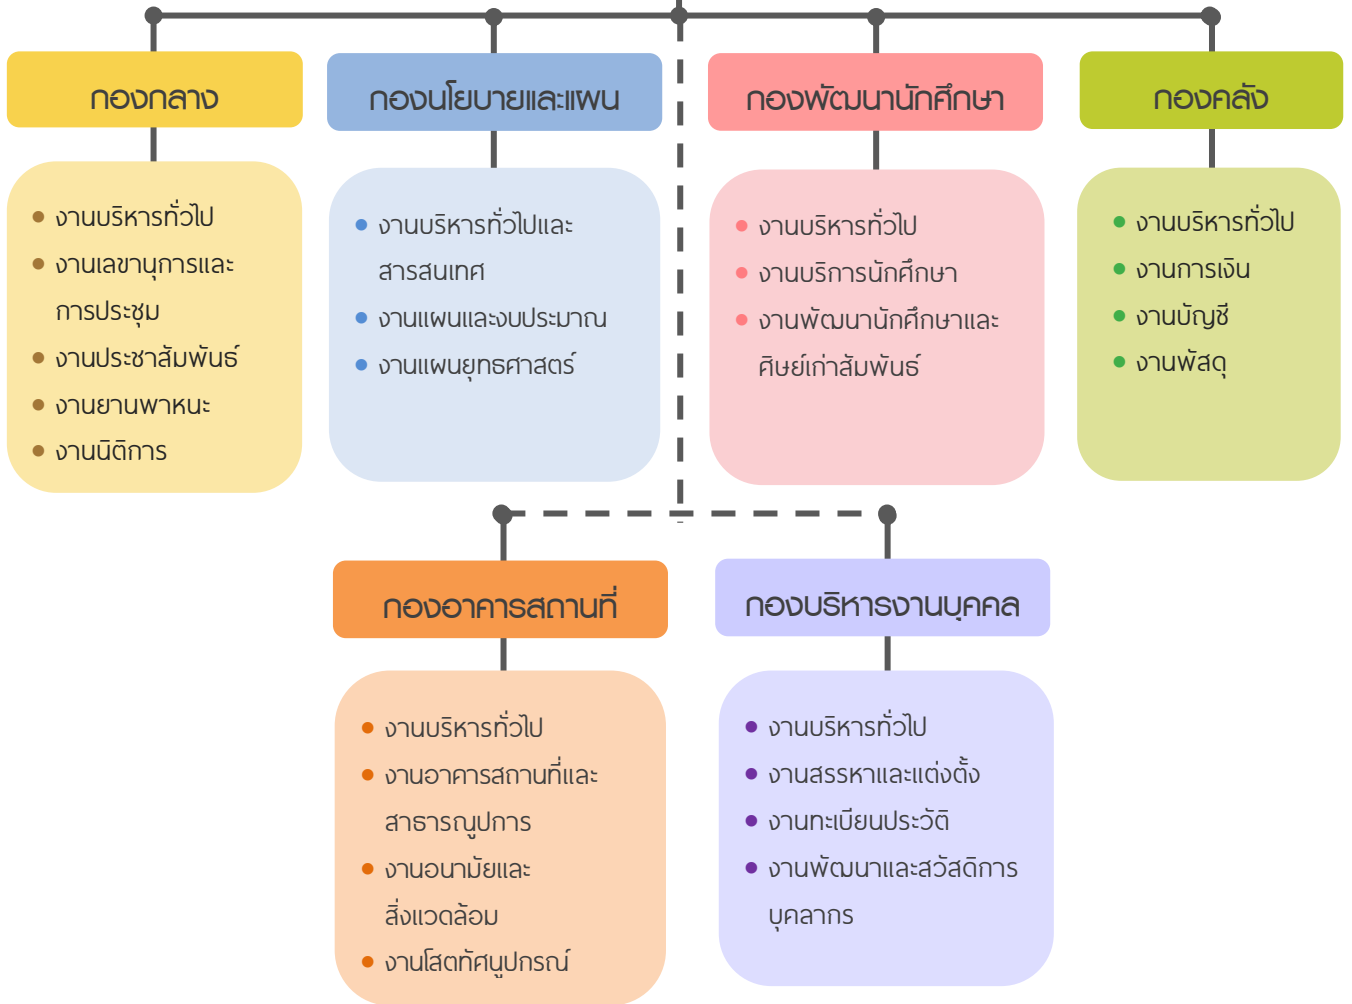 กองกลาง
งานบริหารทั่วไป
งานเลขานุการและ
การประชุม
งานประชาสัมพันธ์
งานยานพาหนะ
งานนิติการ
กองนโยบายและแผน
งานบริหารทั่วไปและ
สารสนเทศ
งานแผนและงบประมาณ
งานแผนยุทธศาสตร์
กองพัฒนานักศึกษา
งานบริหารทั่วไป
งานบริการนักศึกษา
งานพัฒนานักศึกษาและ
ศิษย์เก่าสัมพันธ์
กองคลัง
งานบริหารทั่วไป
งานการเงิน
งานบัญชี
งานพัสดุ
กองอาคารสถานที่
งานบริหารทั่วไป
งานอาคารสถานที่และ
สาธารณูปการ
งานอนามัยและ
สิ่งแวดล้อม
งานโสตทัศนูปกรณ์
กองบริหารงานบุคคล
งานบริหารทั่วไป
งานสรรหาและแต่งตั้ง
งานทะเบียนประวัติ
งานพัฒนาและสวัสดิการ
บุคลากร